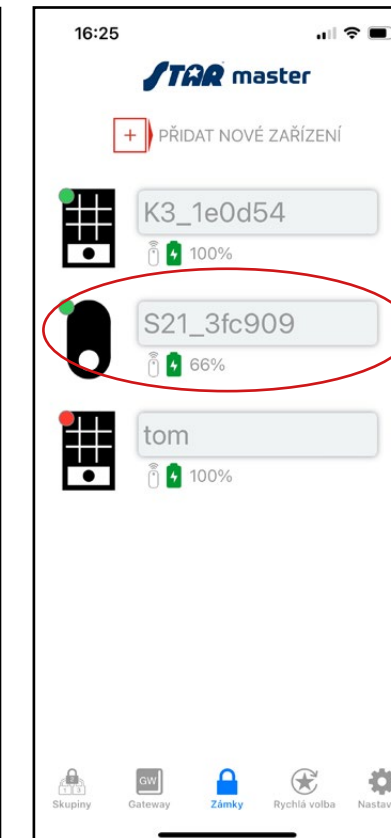 16:25
STAR master
+ PŘIDAT NOVÉ ZAŘÍZENÍ
K3_1e0d54
100%
S21_3fc909
66%
tom
100%
GW
Skupiny Gateway Zámky Rychlá volba